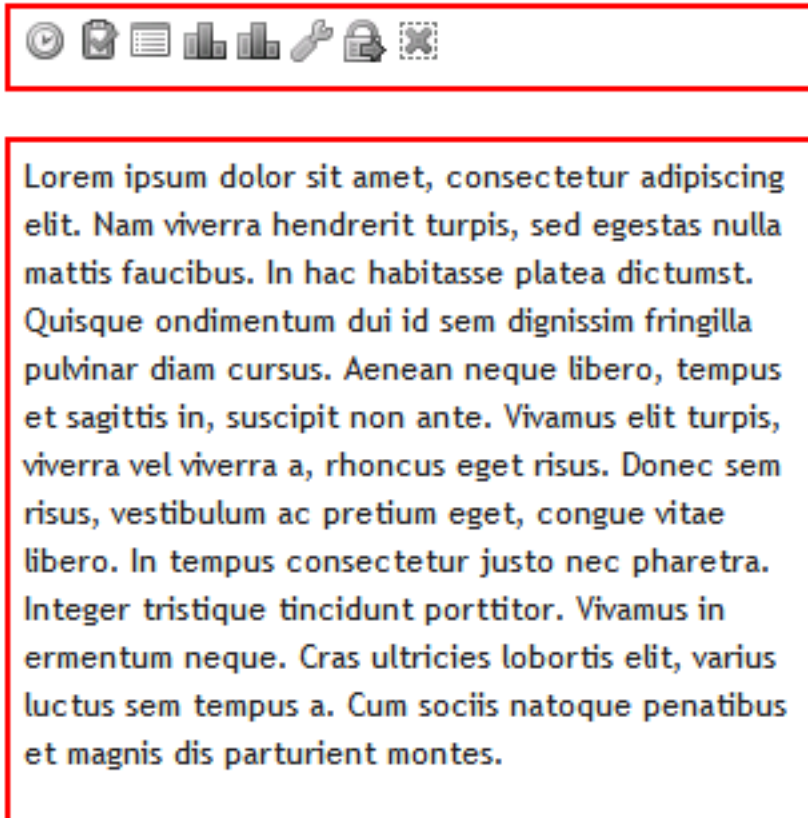 Lorem ipsum dolor sit amet, consectetur adipiscing
elit. Nam viverra hendrerit turpis, sed egestas nulla
mattis faucibus. In hac habitasse platea dictumst.
Quisque ondimentum dui id sem dignissim fringilla
pulvinar diam cursus. Aenean neque libero, tempus
et sagittis in, suscipit non ante. Vivamus elit turpis,
viverra vel viverra a, rhoncus eget risus. Donec sem
risus, vestibulum ac pretium eget, congue vitae
libero. In tempus consectetur justo nec pharetra.
Integer tristique tincidunt porttitor. Vivamus in
ermentum neque. Cras ultricies lobortis elit, varius
luctus sem tempus a. Cum sociis natoque penatibus
et magnis dis parturient montes.